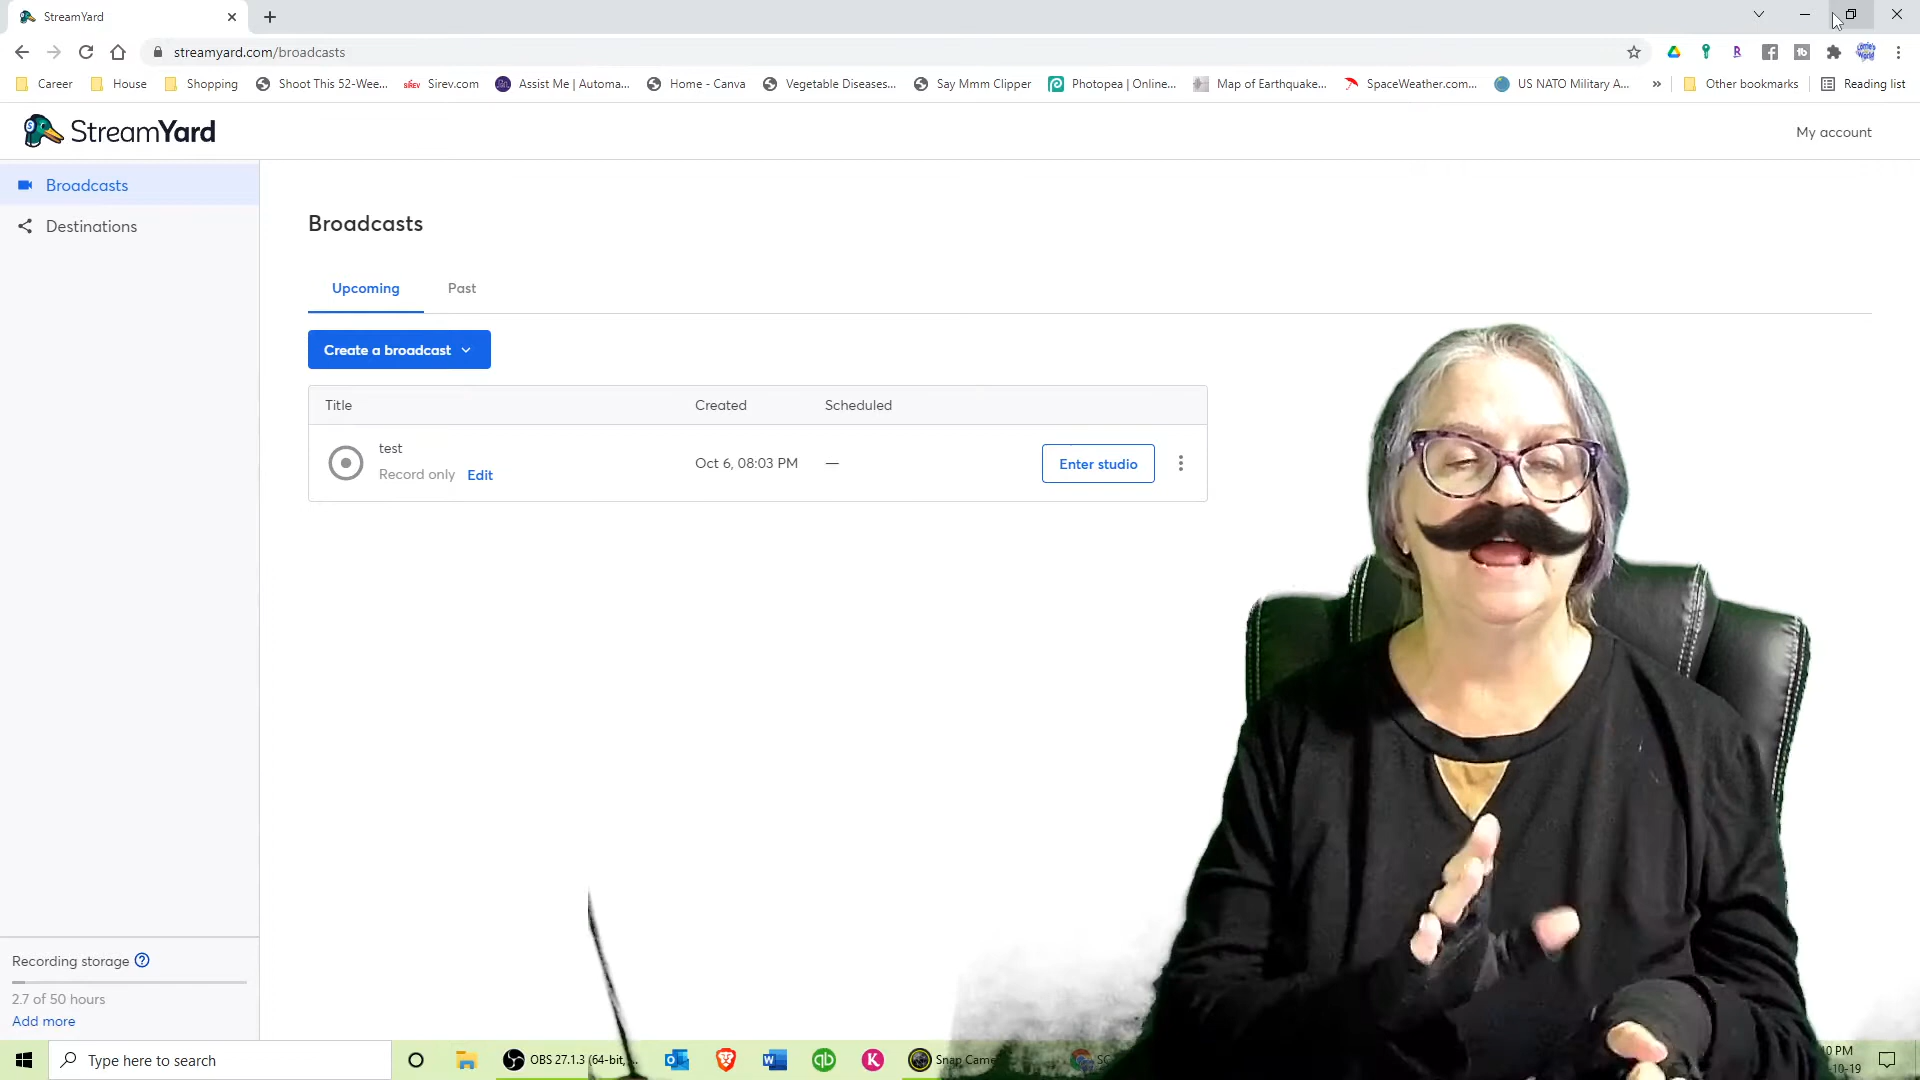 StreamYard
streamyard.com/broadcasts
Career House Shopping Shoot This 52-Wee... SIREV Sirev.com Assist Me | Automa... Home - Canva Vegetable Diseases... Say Mmm Clipper Photopea | Online... Map of Earthquake... SpaceWeather.com... US NATO Military A... » Other bookmarks Reading list
StreamYard
My account
Broadcasts
Destinations
Broadcasts
Upcoming Past
Create a broadcast
Title Created Scheduled
test
Record only Edit
Oct 6, 08:03 PM —
Enter studio
Recording storage ?
2.7 of 50 hours
Add more
Type here to search
OBS 27.1.3 (64-bit,...
Snap Came
PM
-10-19